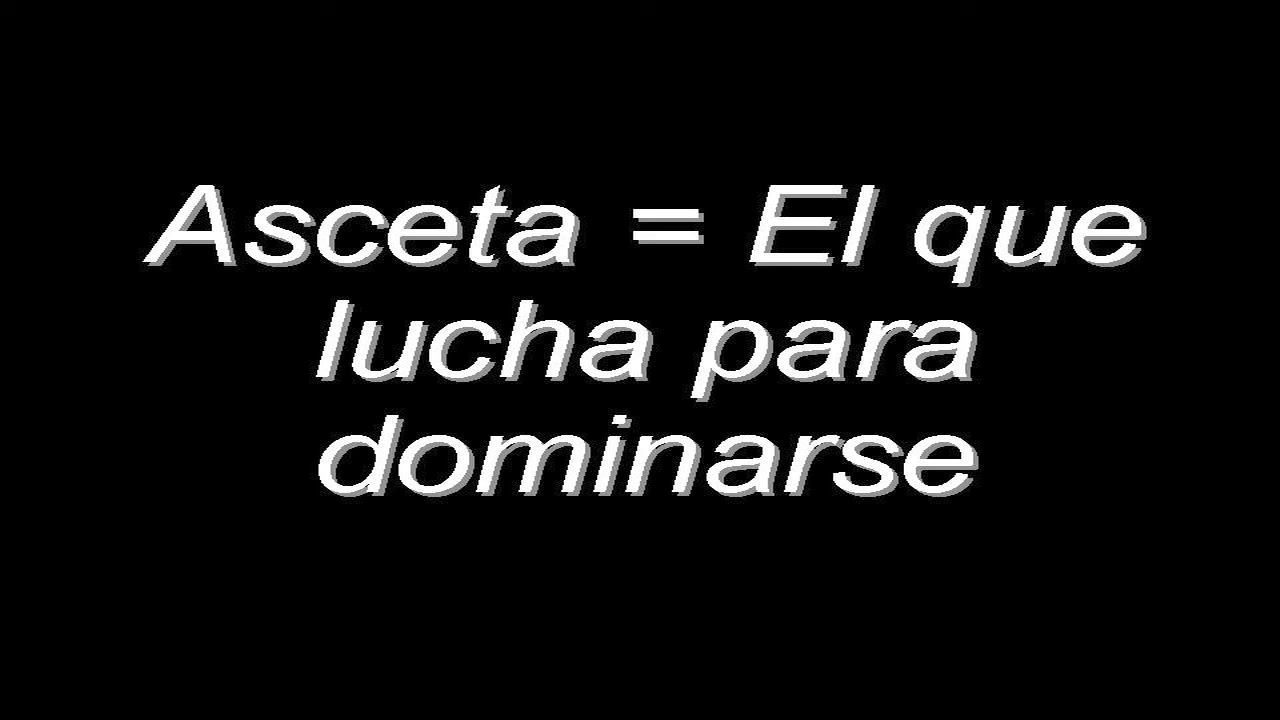 Asceta = El que
lucha para
dominarse